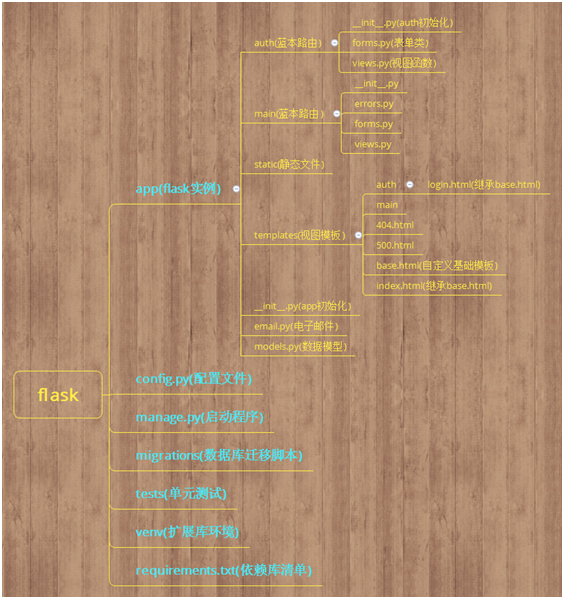 flask
app(flask实例)
auth(蓝本路由)
__init__.py(auth初始化)
forms.py(表单类)
views.py(视图函数)
main(蓝本路由)
__init__.py
errors.py
forms.py
views.py
static(静态文件)
templates(视图模板)
auth
login.html(继承base.html)
main
404.html
500.html
base.html(自定义基础模板)
index.html(继承base.html)
__init__.py(app初始化)
email.py(电子邮件)
models.py(数据模型)
config.py(配置文件)
manage.py(启动程序)
migrations(数据库迁移脚本)
tests(单元测试)
venv(扩展库环境)
requirements.txt(依赖库清单)